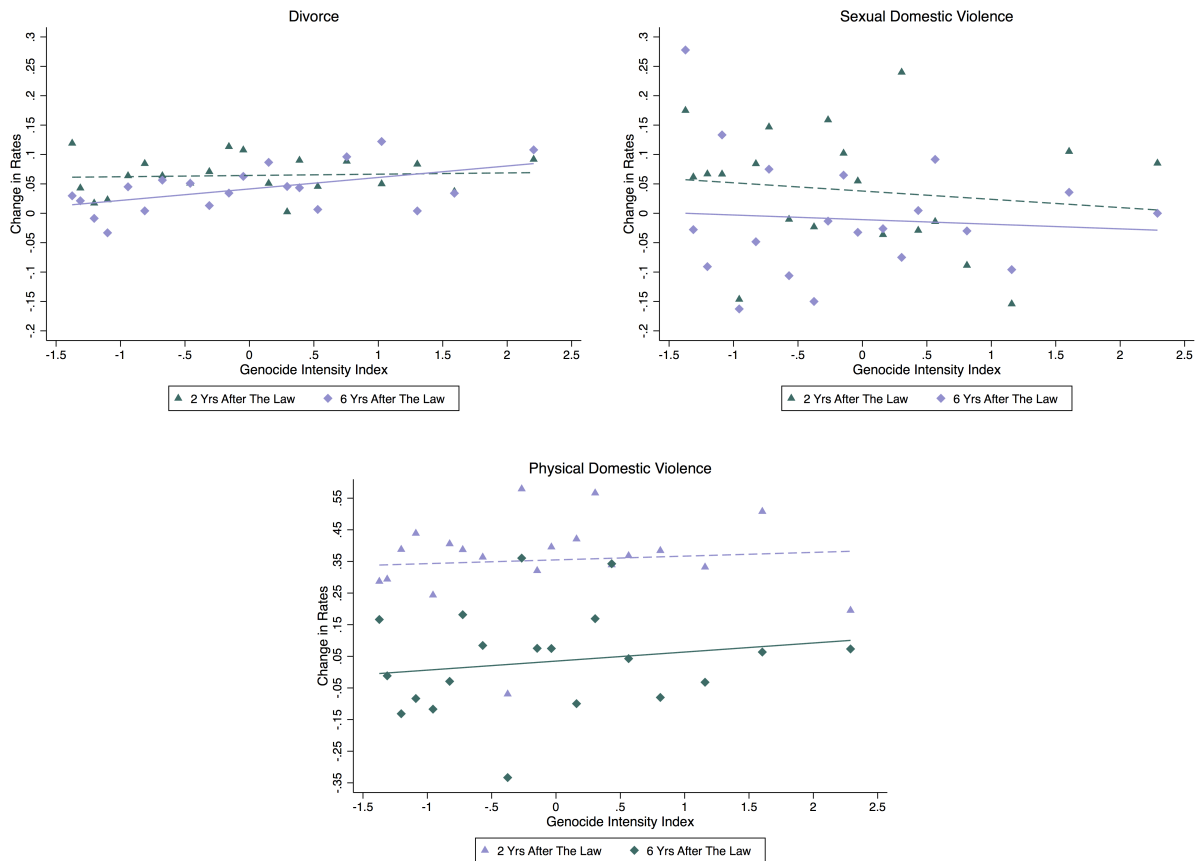 Divorce
Change in Rates
.3
.25
.2
.15
.1
.05
0
-.05
-.1
-.15
-.2
-1.5 -1 -.5 0 .5 1 1.5 2 2.5
Genocide Intensity Index
2 Yrs After The Law 6 Yrs After The Law
Sexual Domestic Violence
Change in Rates
.3
.25
.2
.15
.1
.05
0
-.05
-.1
-.15
-.2
-1.5 -1 -.5 0 .5 1 1.5 2 2.5
Genocide Intensity Index
2 Yrs After The Law 6 Yrs After The Law
Physical Domestic Violence
Change in Rates
.55
.45
.35
.25
.15
.05
-.05
-.15
-.25
-.35
-1.5 -1 -.5 0 .5 1 1.5 2 2.5
Genocide Intensity Index
2 Yrs After The Law 6 Yrs After The Law